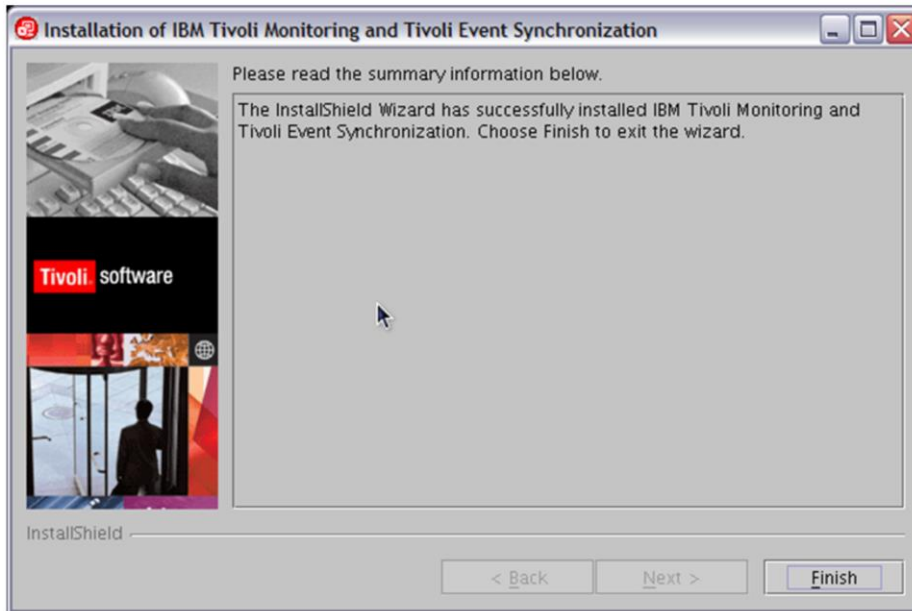 Installation of IBM Tivoli Monitoring and Tivoli Event Synchronization
Please read the summary information below.
The InstallShield Wizard has successfully installed IBM Tivoli Monitoring and
Tivoli Event Synchronization. Choose Finish to exit the wizard.
Tivoli. software
InstallShield
< Back
Next >
Finish